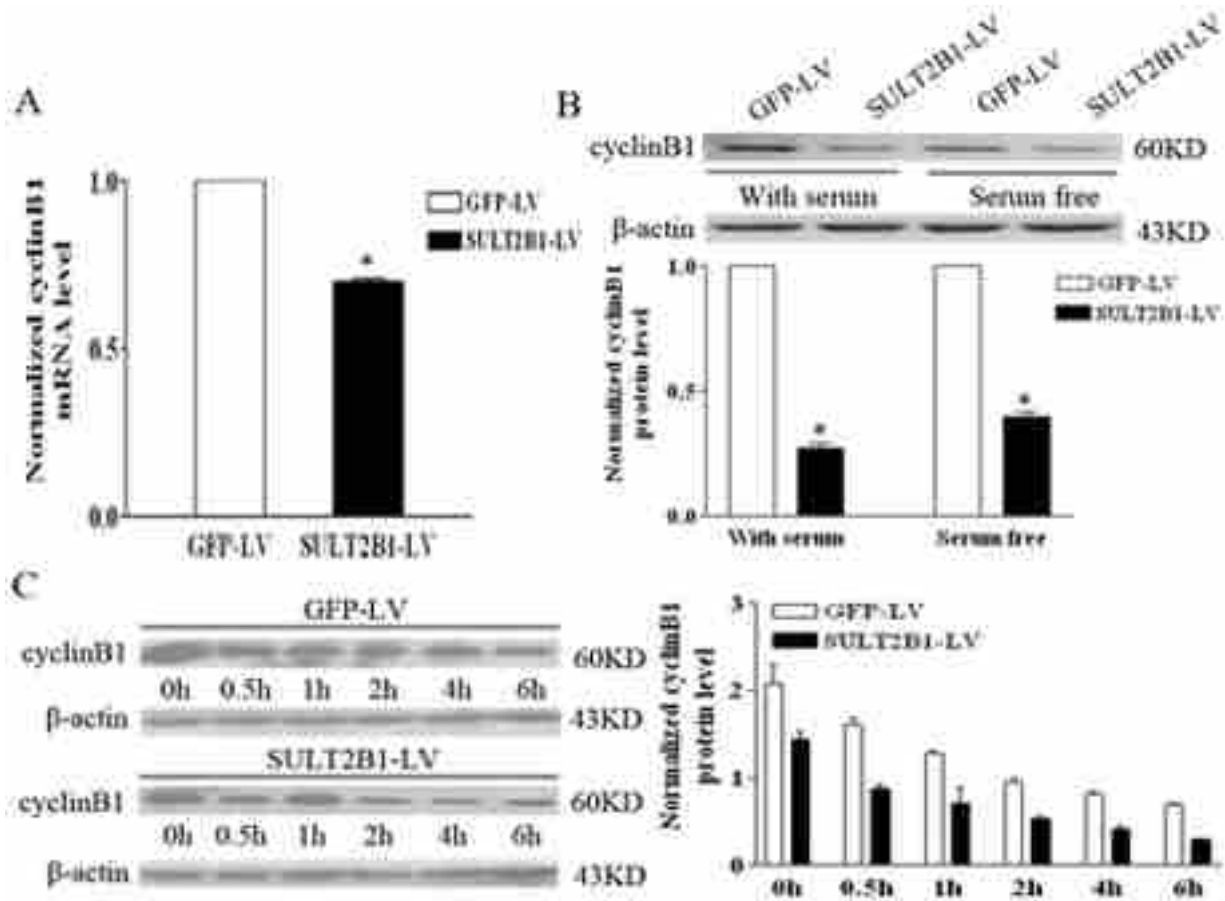 A
Normalized cyclinB1
mRNA level
1.0
0.5
0.0
GFP-LV
SULT2B1-LV
*
GFP-LV SULT2B1-LV
B
GFP-LV SULT2B1-LV GFP-LV SULT2B1-LV
cyclinB1 60KD
With serum Serum free
β-actin 43KD
Normalized cyclinB1
protein level
1.0
0.5
0.0
GFP-LV
SULT2B1-LV
* *
With serum Serum free
C
GFP-LV
cyclinB1 60KD
0h 0.5h 1h 2h 4h 6h
β-actin 43KD
SULT2B1-LV
cyclinB1 60KD
0h 0.5h 1h 2h 4h 6h
β-actin 43KD
Normalized cyclinB1
protein level
3
2
1
0
GFP-LV
SULT2B1-LV
0h 0.5h 1h 2h 4h 6h